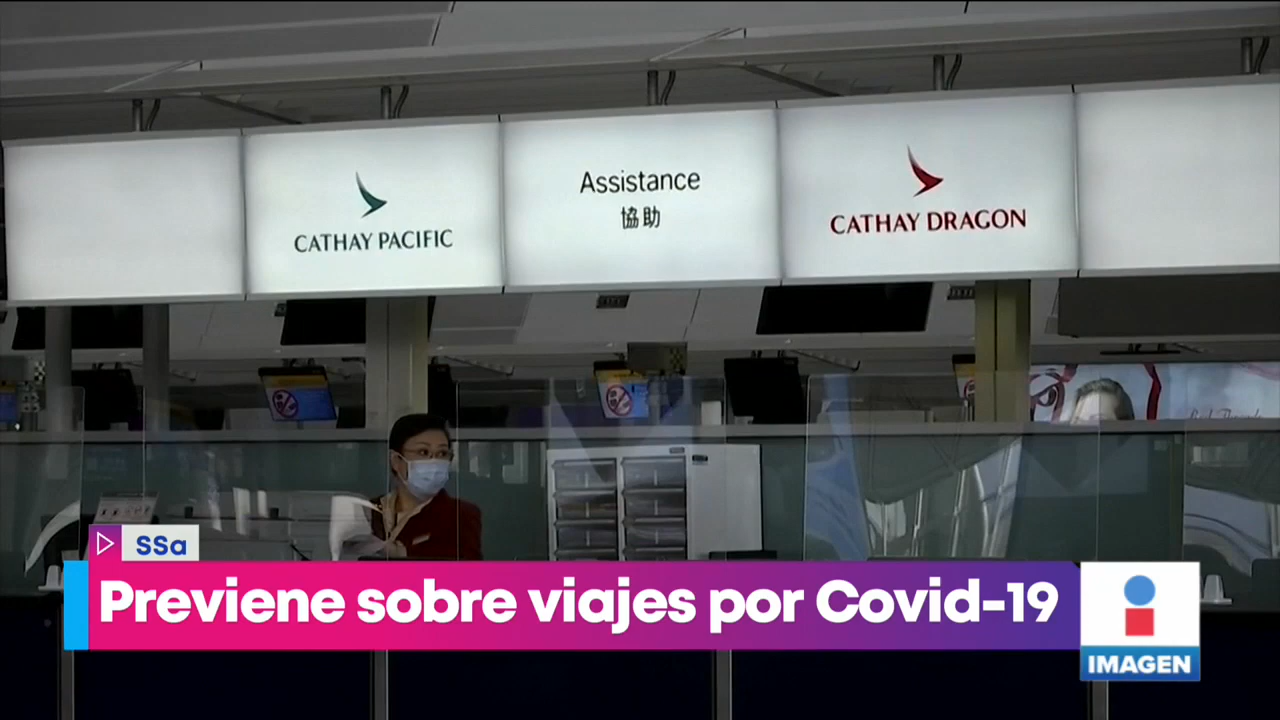 CATHAY PACIFIC
Assistance
協助
CATHAY DRAGON
SSa
Previene sobre viajes por Covid-19
IMAGEN